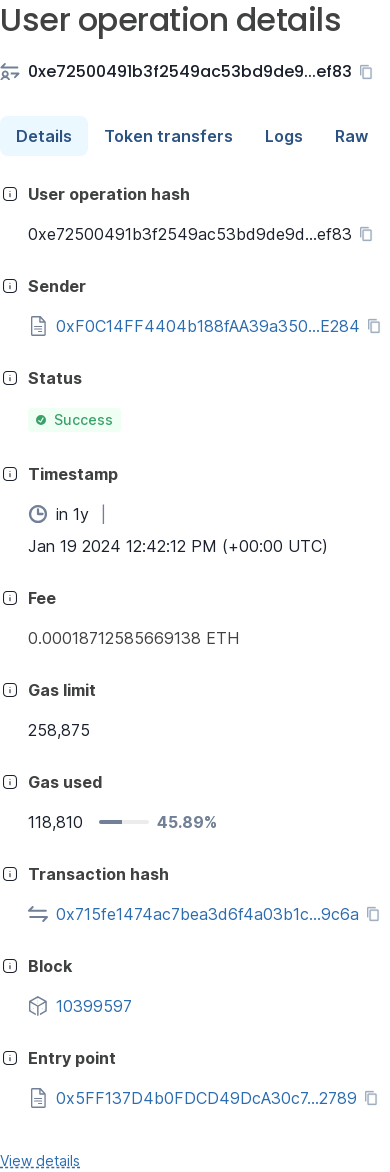 User operation details
0xe72500491b3f2549ac53bd9de9...ef83
Details Token transfers Logs Raw
User operation hash
0xe72500491b3f2549ac53bd9de9d...ef83
Sender
0xF0C14FF4404b188fAA39a350...E284
Status
Success
Timestamp
in 1y |
Jan 19 2024 12:42:12 PM (+00:00 UTC)
Fee
0.00018712585669138 ETH
Gas limit
258,875
Gas used
118,810 45.89%
Transaction hash
0x715fe1474ac7bea3d6f4a03b1c...9c6a
Block
10399597
Entry point
0x5FF137D4b0FDCD49DcA30c7...2789
View details